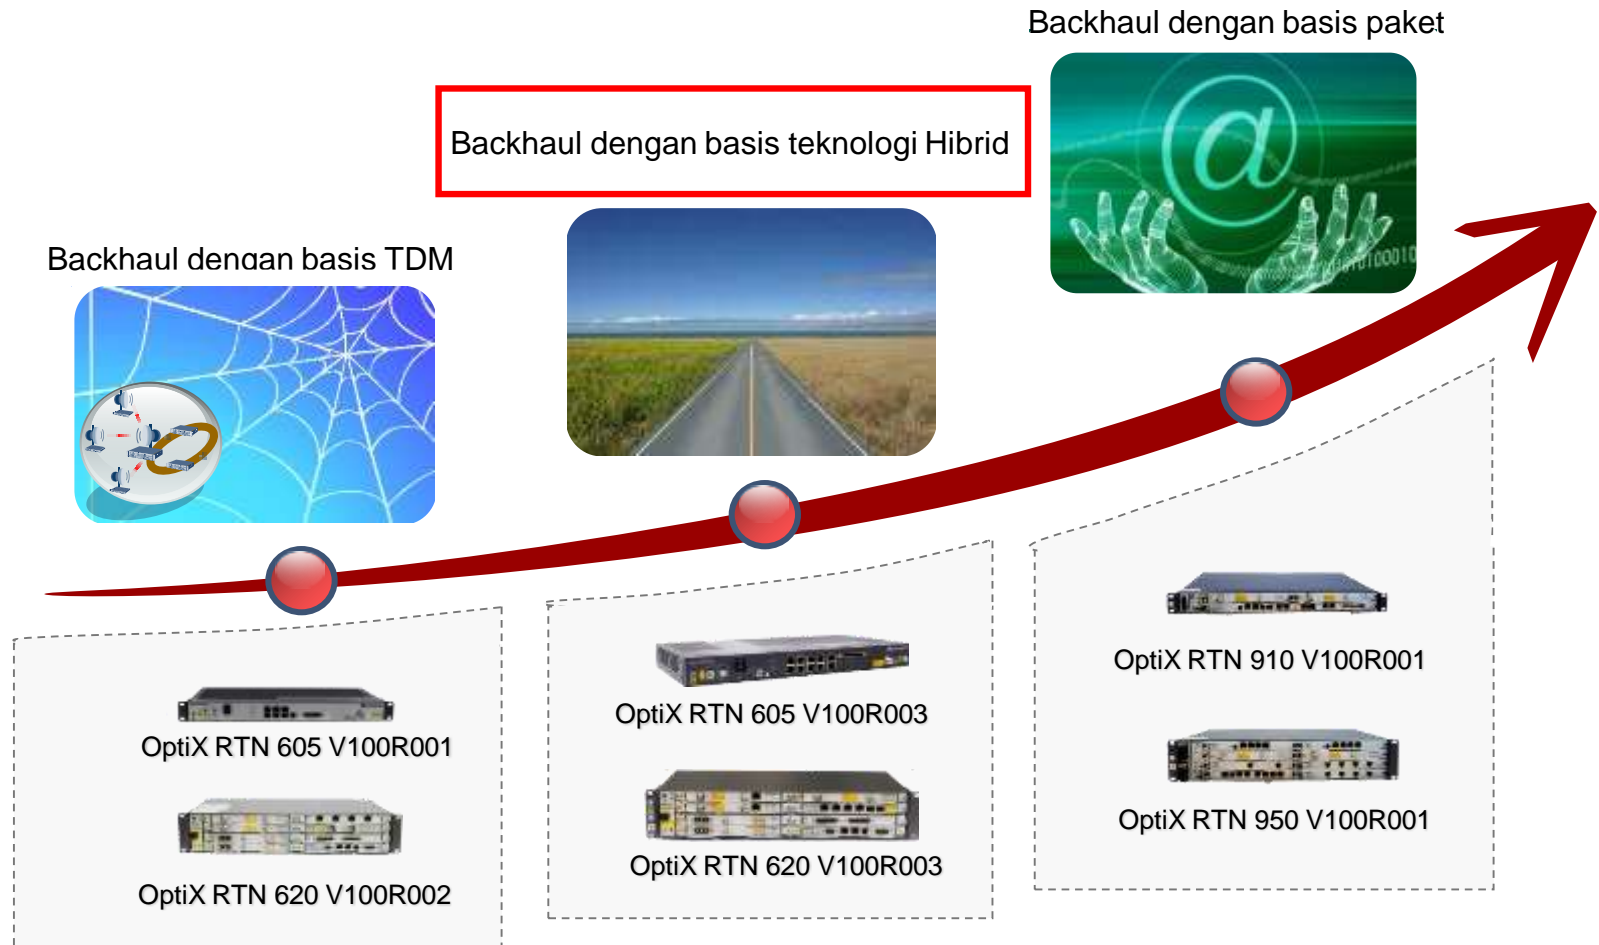 Backhaul dengan basis paket
Backhaul dengan basis teknologi Hibrid
Backhaul dengan basis TDM
@
1010100010
OptiX RTN 605 V100R001
OptiX RTN 620 V100R002
OptiX RTN 605 V100R003
OptiX RTN 620 V100R003
OptiX RTN 910 V100R001
OptiX RTN 950 V100R001